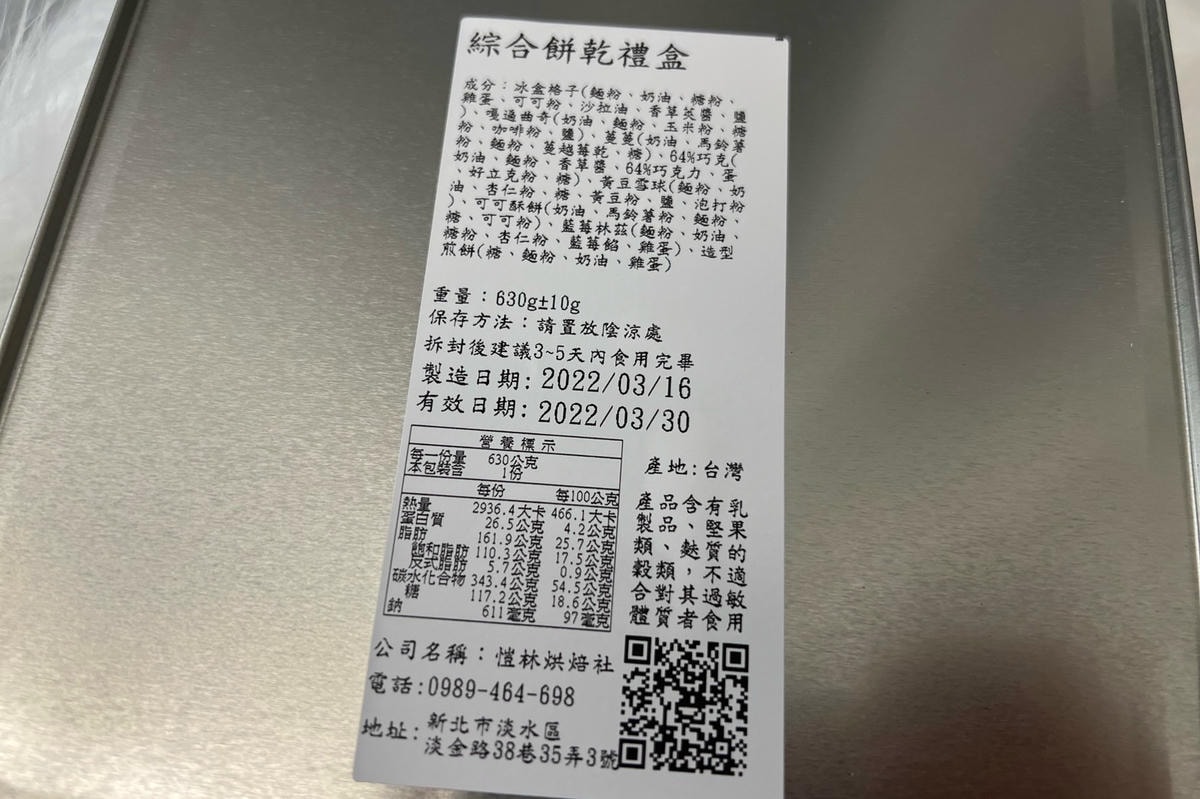 綜合餅乾禮盒
成分：冰盒格子(麵粉、奶油、糖粉、
雞蛋、可可粉、沙拉油、香草莢醬、鹽
)、嘎逋曲奇(奶油、麵粉、玉米粉、糖
粉、咖啡粉、鹽)、蔓蔓(奶油、馬鈴薯
粉、麵粉、蔓越莓乾、糖)、64%巧克(
奶油、麵粉、香草醬、64%巧克力、蛋
、好立克粉、糖)、黃豆雪球(麵粉、奶
油、杏仁粉、糖、黃豆粉、鹽、泡打粉
)、可可酥餅(奶油、馬鈴薯粉、麵粉、
糖、可可粉)、藍莓林茲(麵粉、奶油、
糖粉、杏仁粉、藍莓餡、雞蛋)、造型
煎餅(糖、麵粉、奶油、雞蛋)
重量：630g±10g
保存方法：請置放陰涼處
拆封後建議3~5天內食用完畢
製造日期: 2022/03/16
有效日期: 2022/03/30
營養標示
每一份量 630公克
本包裝含 1份
每份 每100公克
熱量 2936.4大卡 466.1大卡
蛋白質 26.5公克 4.2公克
脂肪 161.9公克 25.7公克
飽和脂肪 110.3公克 17.5公克
反式脂肪 5.7公克 0.9公克
碳水化合物 343.4公克 54.5公克
糖 117.2公克 18.6公克
鈉 611毫克 97毫克
產地:台灣
產品含有乳
製品、堅果
類、麩質的
穀類，不適
合對其過敏
體質者食用
公司名稱：愷林烘焙社
電話:0989-464-698
地址:新北市淡水區
淡金路38巷35弄3號